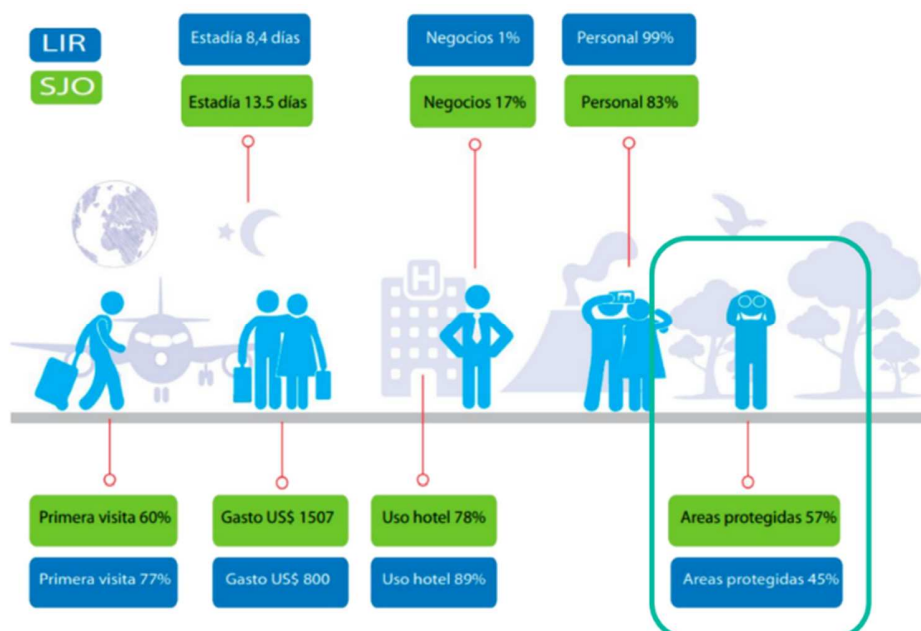 LIR
SJO
Estadía 8,4 días
Estadía 13.5 días
Negocios 1%
Negocios 17%
Personal 99%
Personal 83%
H
Primera visita 60%
Primera visita 77%
Gasto US$ 1507
Gasto US$ 800
Uso hotel 78%
Uso hotel 89%
Areas protegidas 57%
Areas protegidas 45%